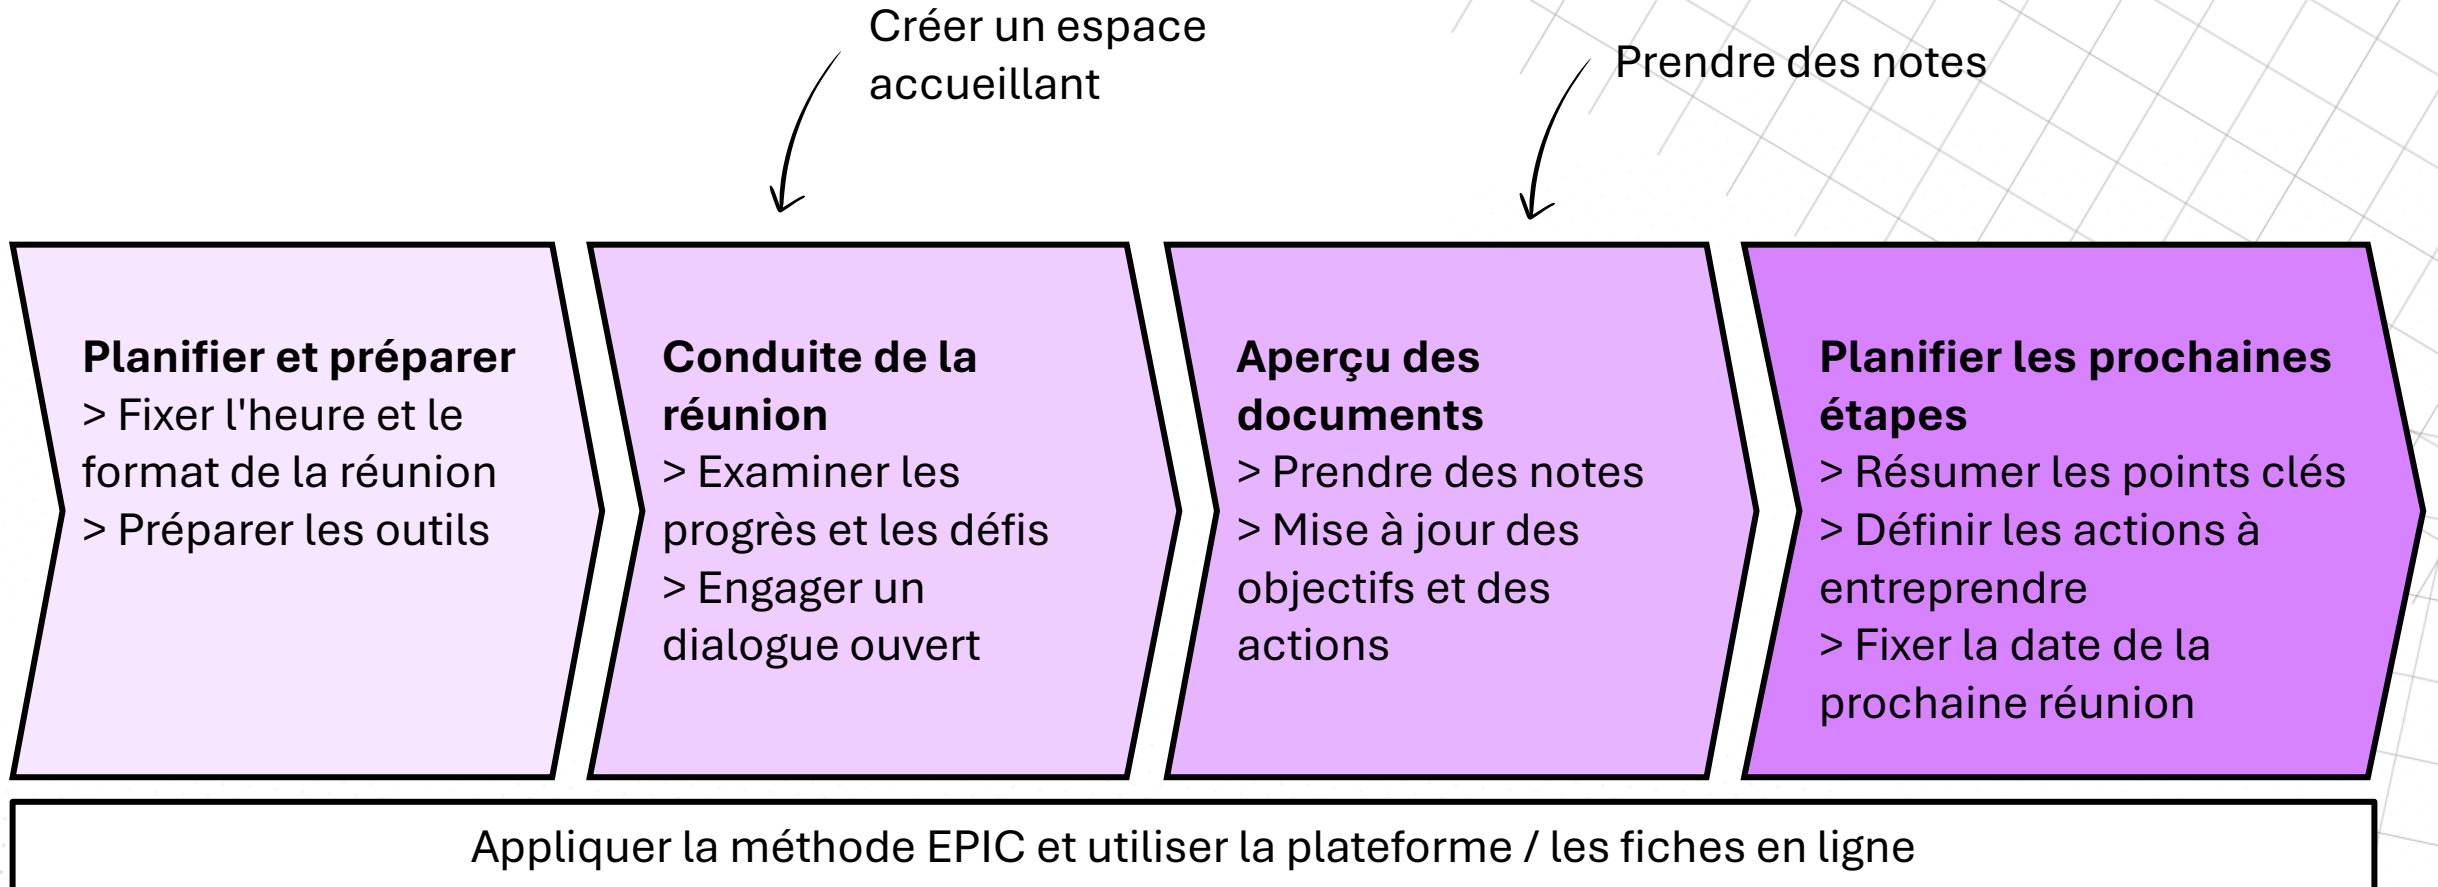 Créer un espace
accueillant
Prendre des notes
Planifier et préparer
> Fixer l'heure et le
format de la réunion
> Préparer les outils
Conduite de la
réunion
> Examiner les
progrès et les défis
> Engager un
dialogue ouvert
Aperçu des
documents
> Prendre des notes
> Mise à jour des
objectifs et des
actions
Planifier les prochaines
étapes
> Résumer les points clés
> Définir les actions à
entreprendre
> Fixer la date de la
prochaine réunion
Appliquer la méthode EPIC et utiliser la plateforme / les fiches en ligne